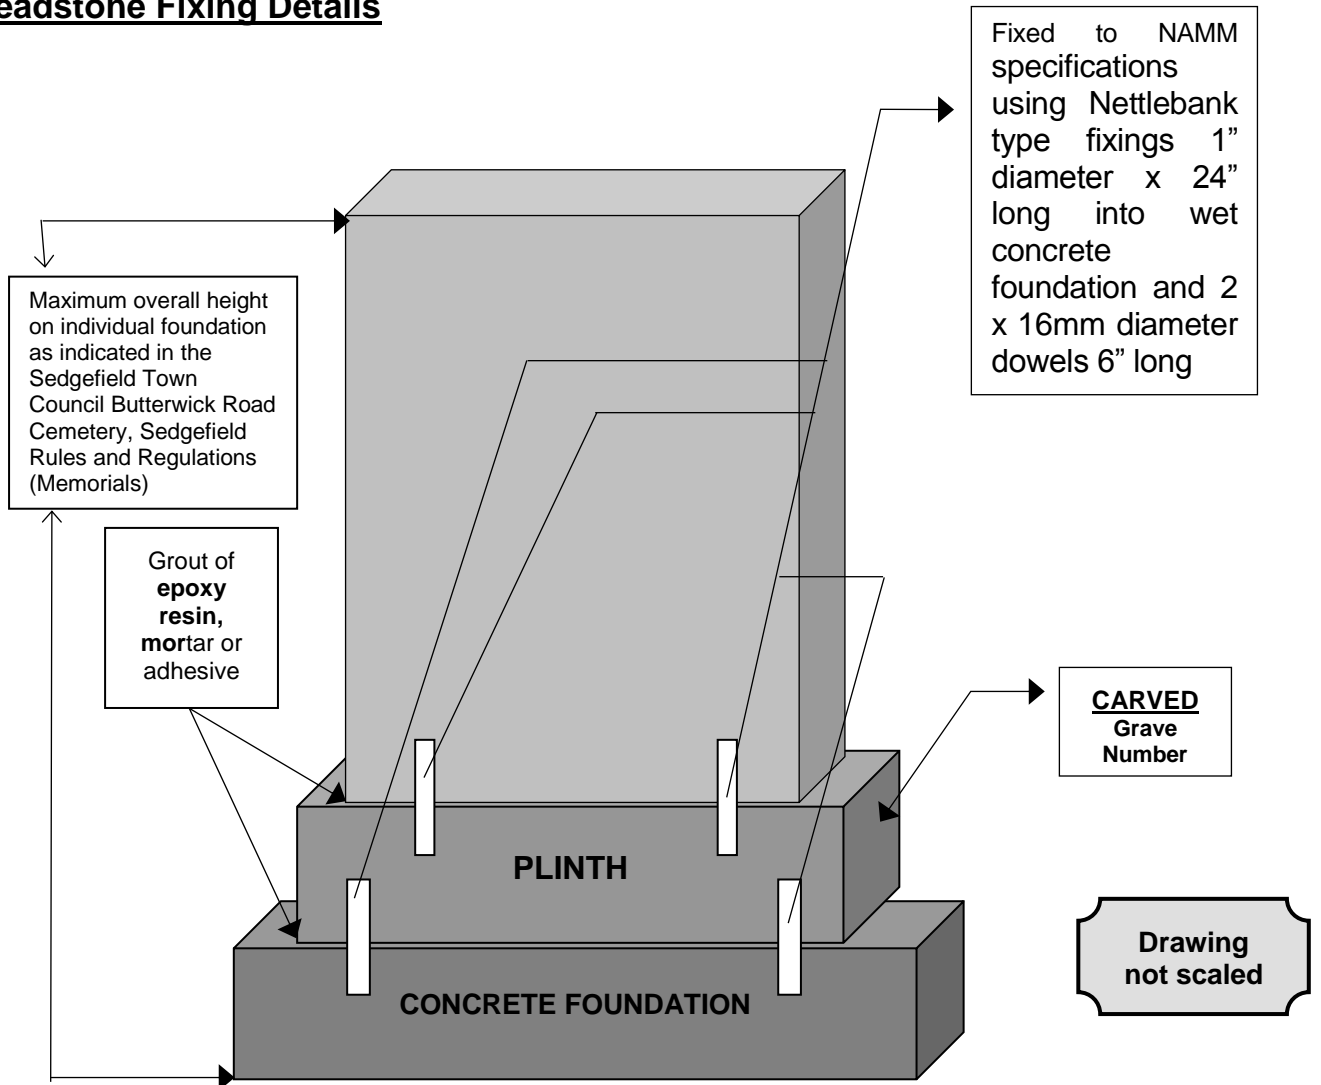 eadstone Fixing Details
Fixed to NAMM
specifications
using Nettlebank
type fixings 1”
diameter x 24”
long into wet
concrete
foundation and 2
x 16mm diameter
dowels 6” long
Maximum overall height
on individual foundation
as indicated in the
Sedgefield Town
Council Butterwick Road
Cemetery, Sedgefield
Rules and Regulations
(Memorials)
Grout of
epoxy
resin,
mortar or
adhesive
CARVED
Grave
Number
PLINTH
Drawing
not scaled
CONCRETE FOUNDATION